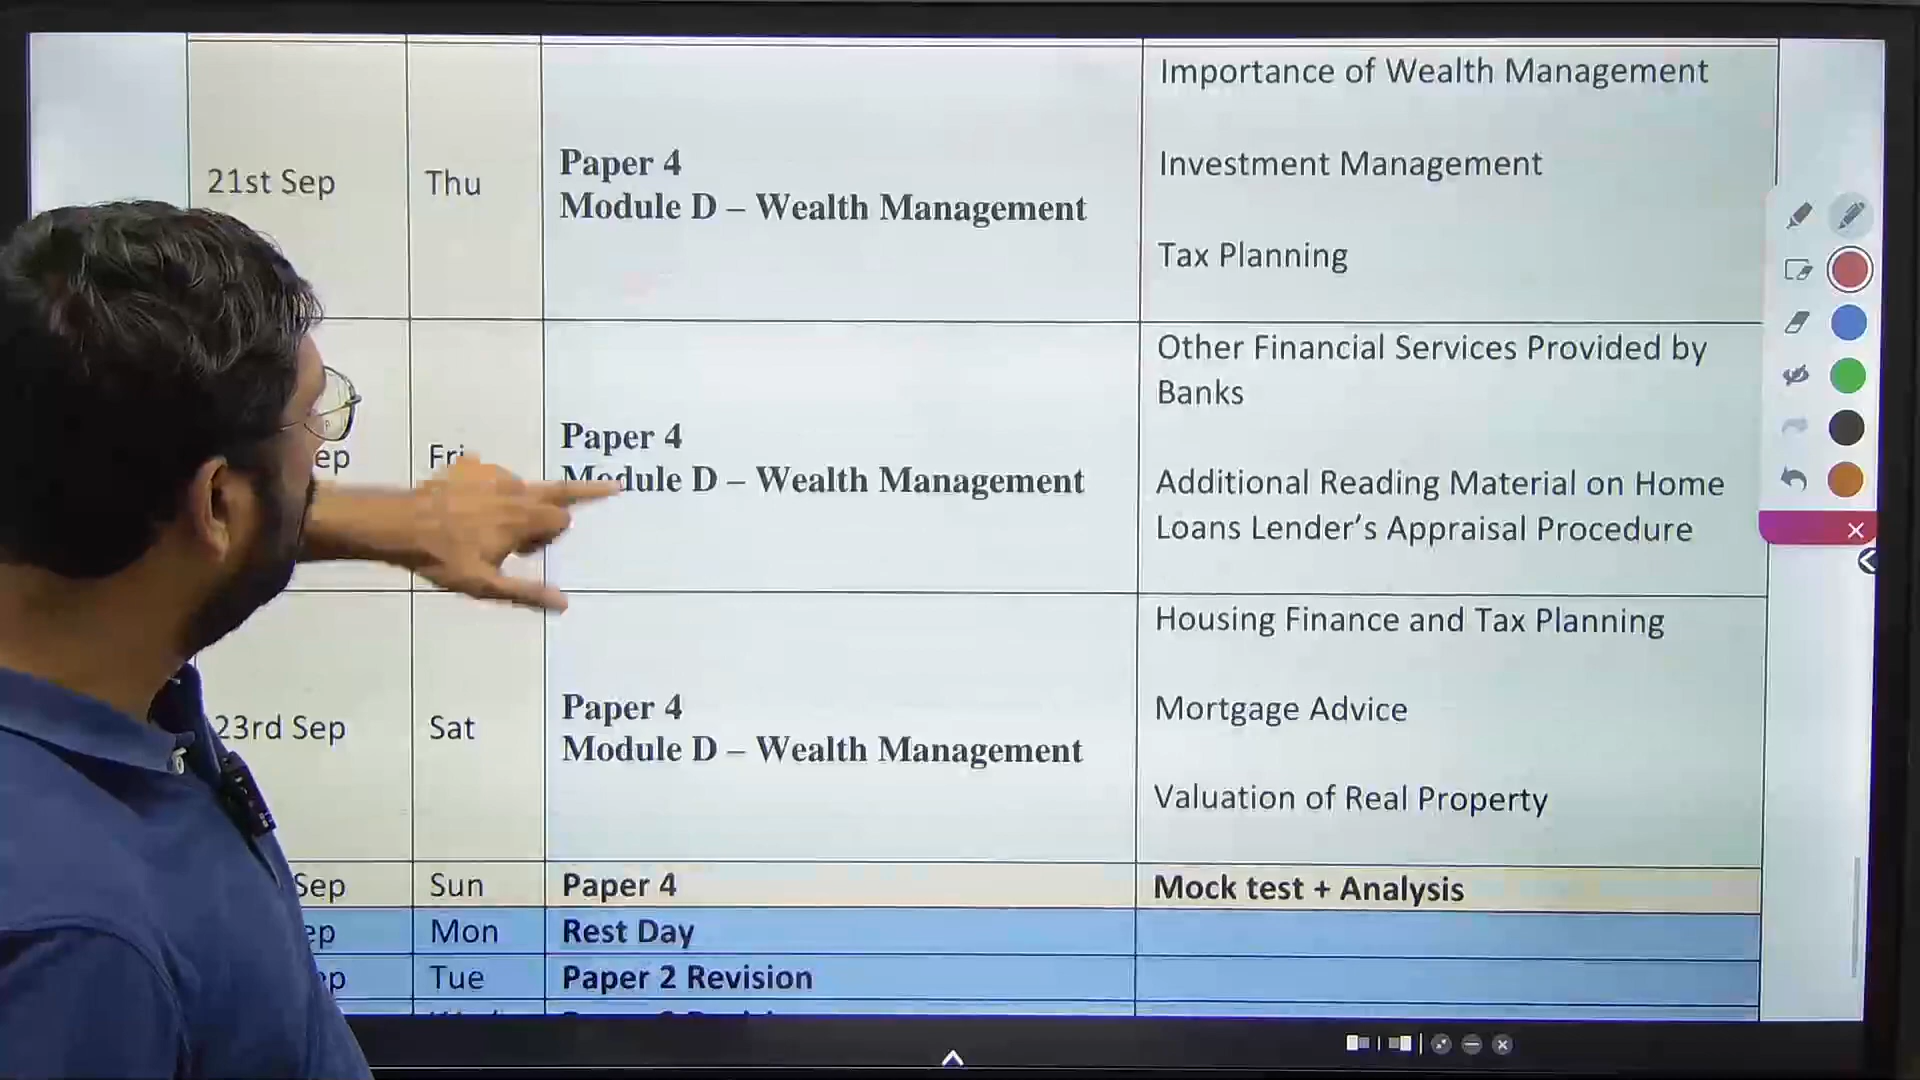 Importance of Wealth Management
21st Sep Thu Paper 4
Module D – Wealth Management
Investment Management
Tax Planning
Other Financial Services Provided by
Banks
ep Fri Paper 4
Module D – Wealth Management
Additional Reading Material on Home
Loans Lender’s Appraisal Procedure
Housing Finance and Tax Planning
23rd Sep Sat Paper 4
Module D – Wealth Management
Mortgage Advice
Valuation of Real Property
Sep Sun Paper 4 Mock test + Analysis
ep Mon Rest Day
ep Tue Paper 2 Revision